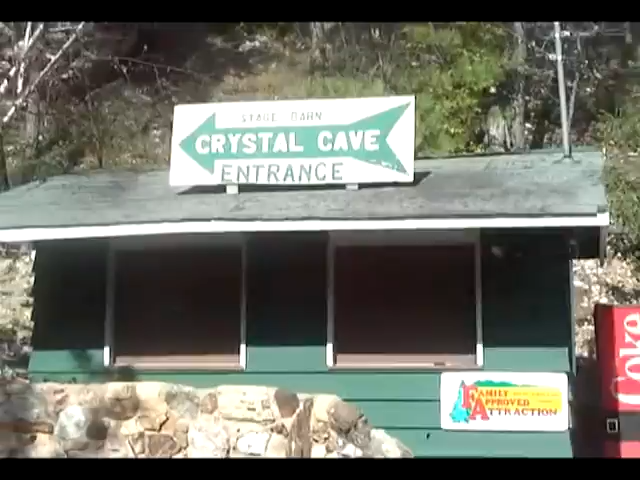 STAGE BARN
CRYSTAL CAVE
ENTRANCE
FAMILY
APPROVED
ATTRACTION
Coke